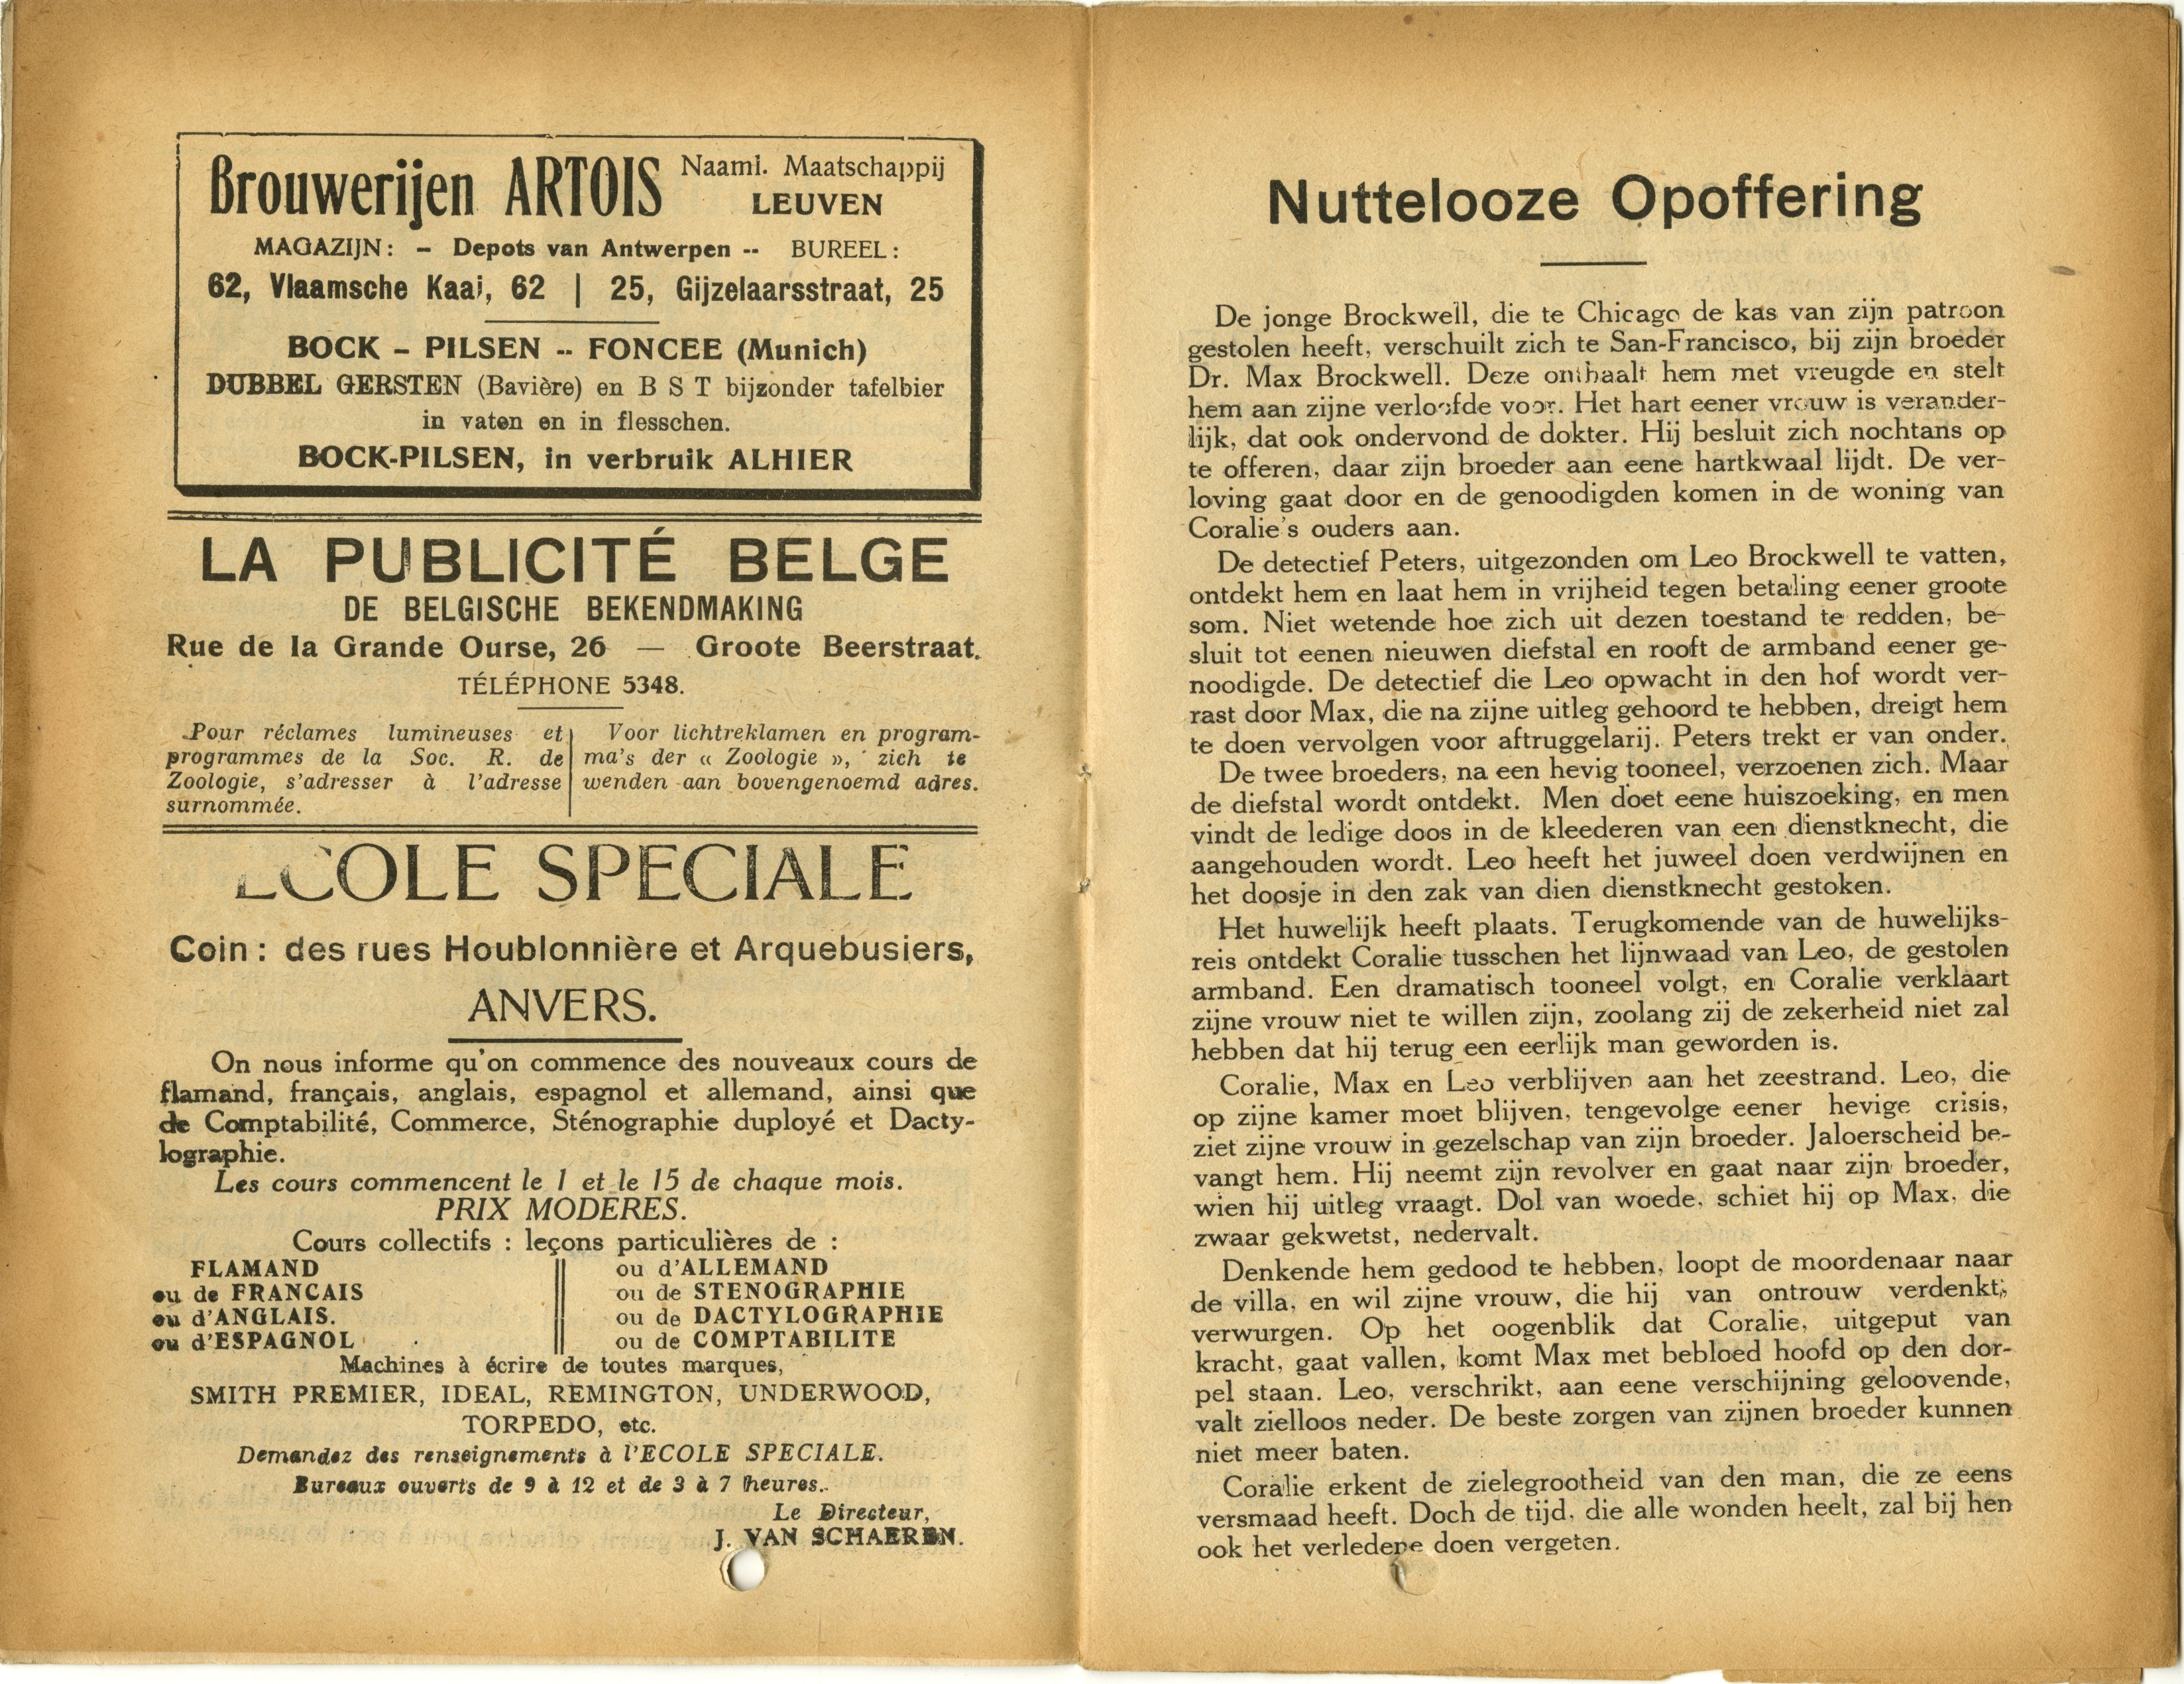 Brouwerijen ARTOIS Naaml. Maatschappij
LEUVEN
MAGAZIJN: - Depots van Antwerpen -- BUREEL:
62, Vlaamsche Kaai, 62 | 25, Gijzelaarsstraat, 25
BOCK - PILSEN -- FONCEE (Munich)
DUBBEL GERSTEN (Bavière) en B S T bijzonder tafelbier
in vaten en in flesschen.
BOCK-PILSEN, in verbruik ALHIER
LA PUBLICITÉ BELGE
DE BELGISCHE BEKENDMAKING
Rue de la Grande Ourse, 26 — Groote Beerstraat.
TÉLÉPHONE 5348.
Pour réclames lumineuses et
programmes de la Soc. R. de
Zoologie, s'adresser à l'adresse
surnommée.
Voor lichtreklamen en program-
ma's der « Zoologie », zich te
wenden aan bovengenoemd adres.
ECOLE SPECIALE
Coin : des rues Houblonnière et Arquebusiers,
ANVERS.
On nous informe qu'on commence des nouveaux cours de
flamand, français, anglais, espagnol et allemand, ainsi que
de Comptabilité, Commerce, Sténographie duployé et Dacty-
lographie.
Les cours commencent le 1 et le 15 de chaque mois.
PRIX MODERES.
Cours collectifs : leçons particulières de :
FLAMAND
ou de FRANCAIS
ou d'ANGLAIS.
ou d'ESPAGNOL
ou d'ALLEMAND
ou de STENOGRAPHIE
ou de DACTYLOGRAPHIE
ou de COMPTABILITE
Machines à écrire de toutes marques,
SMITH PREMIER, IDEAL, REMINGTON, UNDERWOOD,
TORPEDO, etc.
Demandez des renseignements à l'ECOLE SPECIALE.
Bureaux ouverts de 9 à 12 et de 3 à 7 heures.
Le Directeur,
J. VAN SCHAEREN.
Nuttelooze Opoffering
De jonge Brockwell, die te Chicago de kas van zijn patroon
gestolen heeft, verschuilt zich te San-Francisco, bij zijn broeder
Dr. Max Brockwell. Deze onthaalt hem met vreugde en stelt
hem aan zijne verloofde voor. Het hart eener vrouw is verander-
lijk, dat ook ondervond de dokter. Hij besluit zich nochtans op
te offeren, daar zijn broeder aan eene hartkwaal lijdt. De ver-
loving gaat door en de genoodigden komen in de woning van
Coralie's ouders aan.
De detectief Peters, uitgezonden om Leo Brockwell te vatten,
ontdekt hem en laat hem in vrijheid tegen betaling eener groote
som. Niet wetende hoe zich uit dezen toestand te redden, be-
sluit tot eenen nieuwen diefstal en rooft de armband eener ge-
noodigde. De detectief die Leo opwacht in den hof wordt ver-
rast door Max, die na zijne uitleg gehoord te hebben, dreigt hem
te doen vervolgen voor aftruggelarij. Peters trekt er van onder.
De twee broeders, na een hevig tooneel, verzoenen zich. Maar
de diefstal wordt ontdekt. Men doet eene huiszoeking, en men
vindt de ledige doos in de kleederen van een dienstknecht, die
aangehouden wordt. Leo heeft het juweel doen verdwijnen en
het doosje in den zak van dien dienstknecht gestoken.
Het huwelijk heeft plaats. Terugkomende van de huwelijks-
reis ontdekt Coralie tusschen het lijnwaad van Leo, de gestolen
armband. Een dramatisch tooneel volgt, en Coralie verklaart
zijne vrouw niet te willen zijn, zoolang zij de zekerheid niet zal
hebben dat hij terug een eerlijk man geworden is.
Coralie, Max en Leo verblijven aan het zeestrand. Leo, die
op zijne kamer moet blijven, tengevolge eener hevige crisis,
ziet zijne vrouw in gezelschap van zijn broeder. Jaloerscheid be-
vangt hem. Hij neemt zijn revolver en gaat naar zijn broeder,
wien hij uitleg vraagt. Dol van woede, schiet hij op Max, die
zwaar gekwetst, nedervalt.
Denkende hem gedood te hebben, loopt de moordenaar naar
de villa, en wil zijne vrouw, die hij van ontrouw verdenkt,
verwurgen. Op het oogenblik dat Coralie, uitgeput van
kracht, gaat vallen, komt Max met bebloed hoofd op den dor-
pel staan. Leo, verschrikt, aan eene verschijning geloovende,
valt zielloos neder. De beste zorgen van zijnen broeder kunnen
niet meer baten.
Coralie erkent de zielegrootheid van den man, die ze eens
versmaad heeft. Doch de tijd, die alle wonden heelt, zal bij hen
ook het verledene doen vergeten.